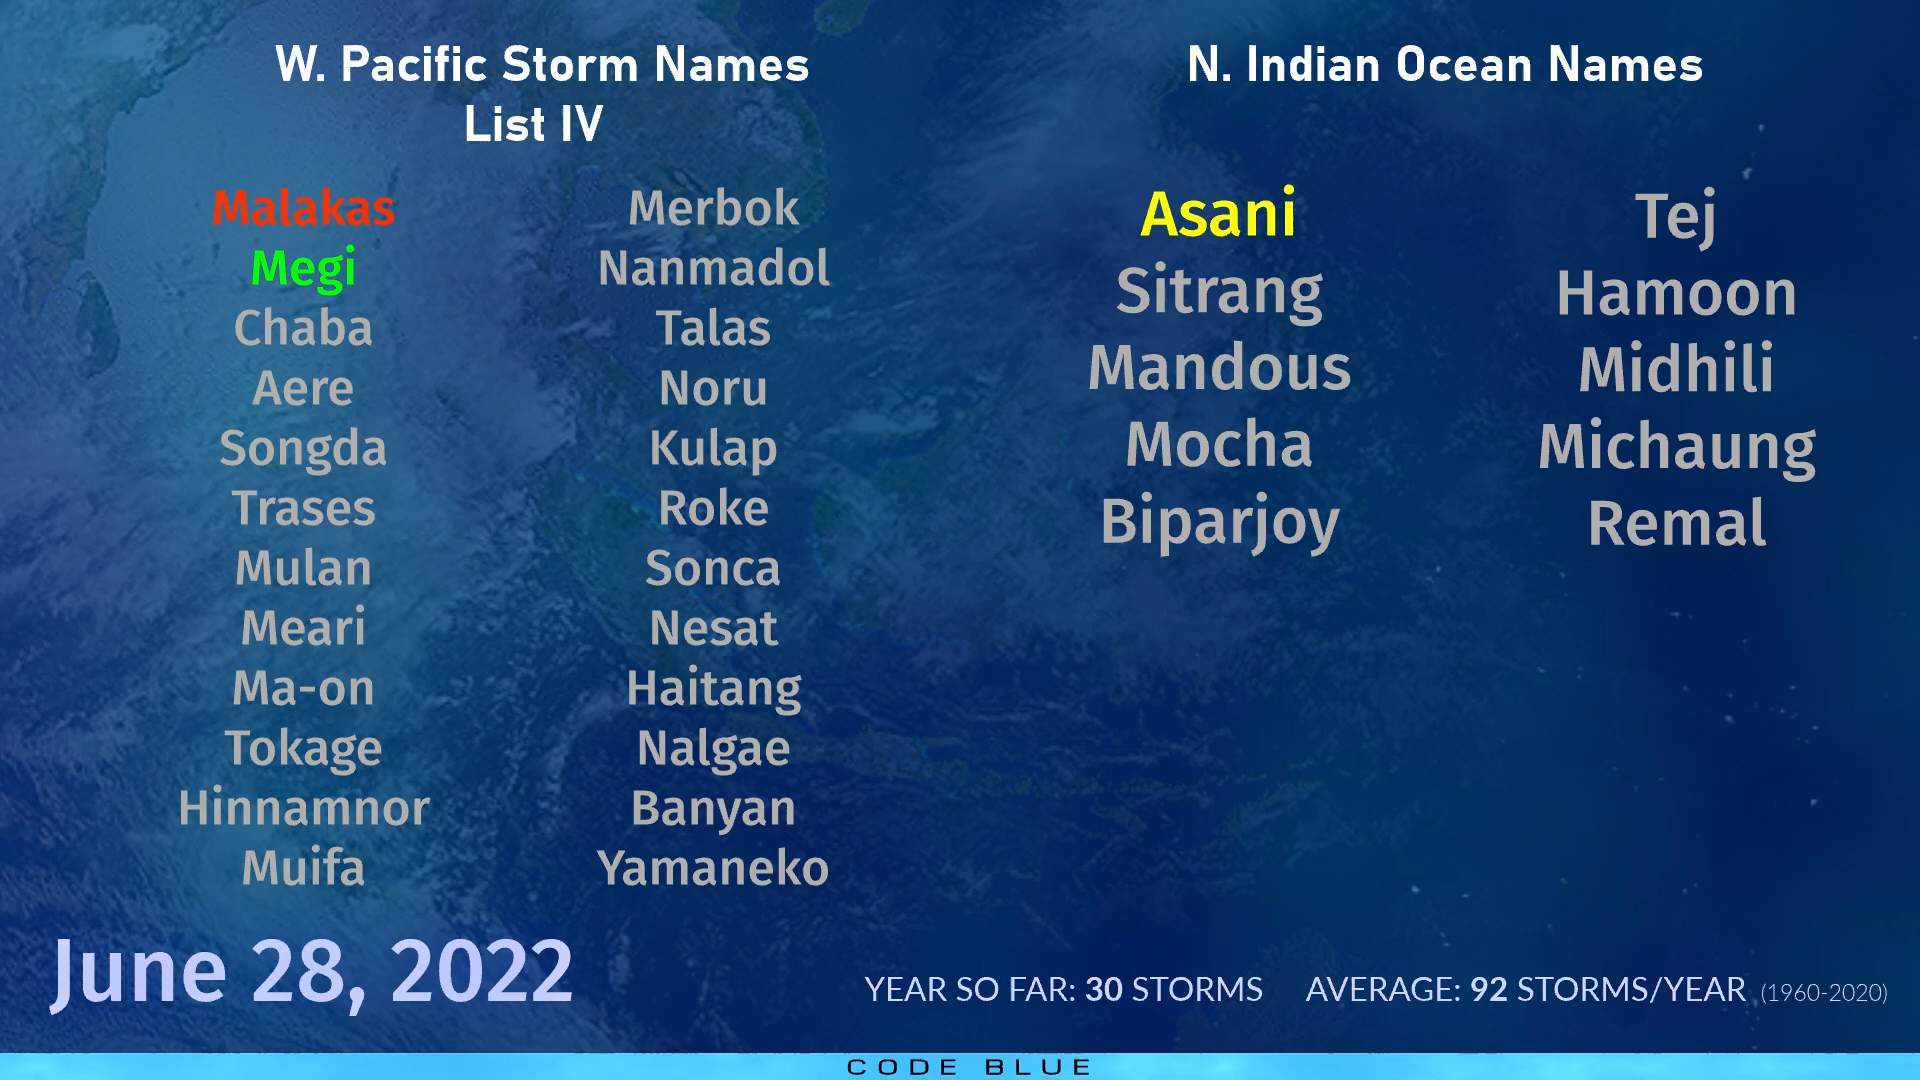 W. Pacific Storm Names
List IV
Malakas
Megi
Chaba
Aere
Songda
Trases
Mulan
Meari
Ma-on
Tokage
Hinnamnor
Muifa
Merbok
Nanmadol
Talas
Noru
Kulap
Roke
Sonca
Nesat
Haitang
Nalgae
Banyan
Yamaneko
N. Indian Ocean Names
Asani
Sitrang
Mandous
Mocha
Biparjoy
Tej
Hamoon
Midhili
Michaung
Remal
June 28, 2022
YEAR SO FAR: 30 STORMS AVERAGE: 92 STORMS/YEAR (1960-2020)
CODE BLUE